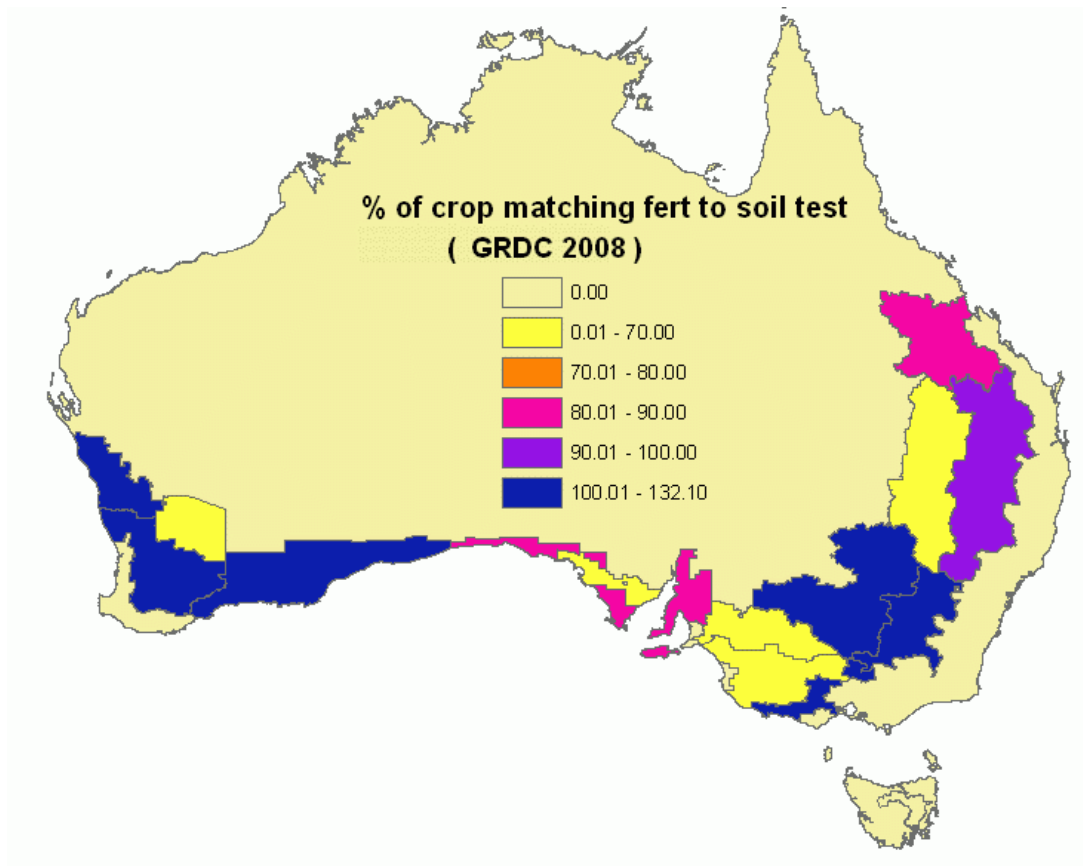 % of crop matching fert to soil test
( GRDC 2008 )
0.00
0.01 - 70.00
70.01 - 80.00
80.01 - 90.00
90.01 - 100.00
100.01 - 132.10